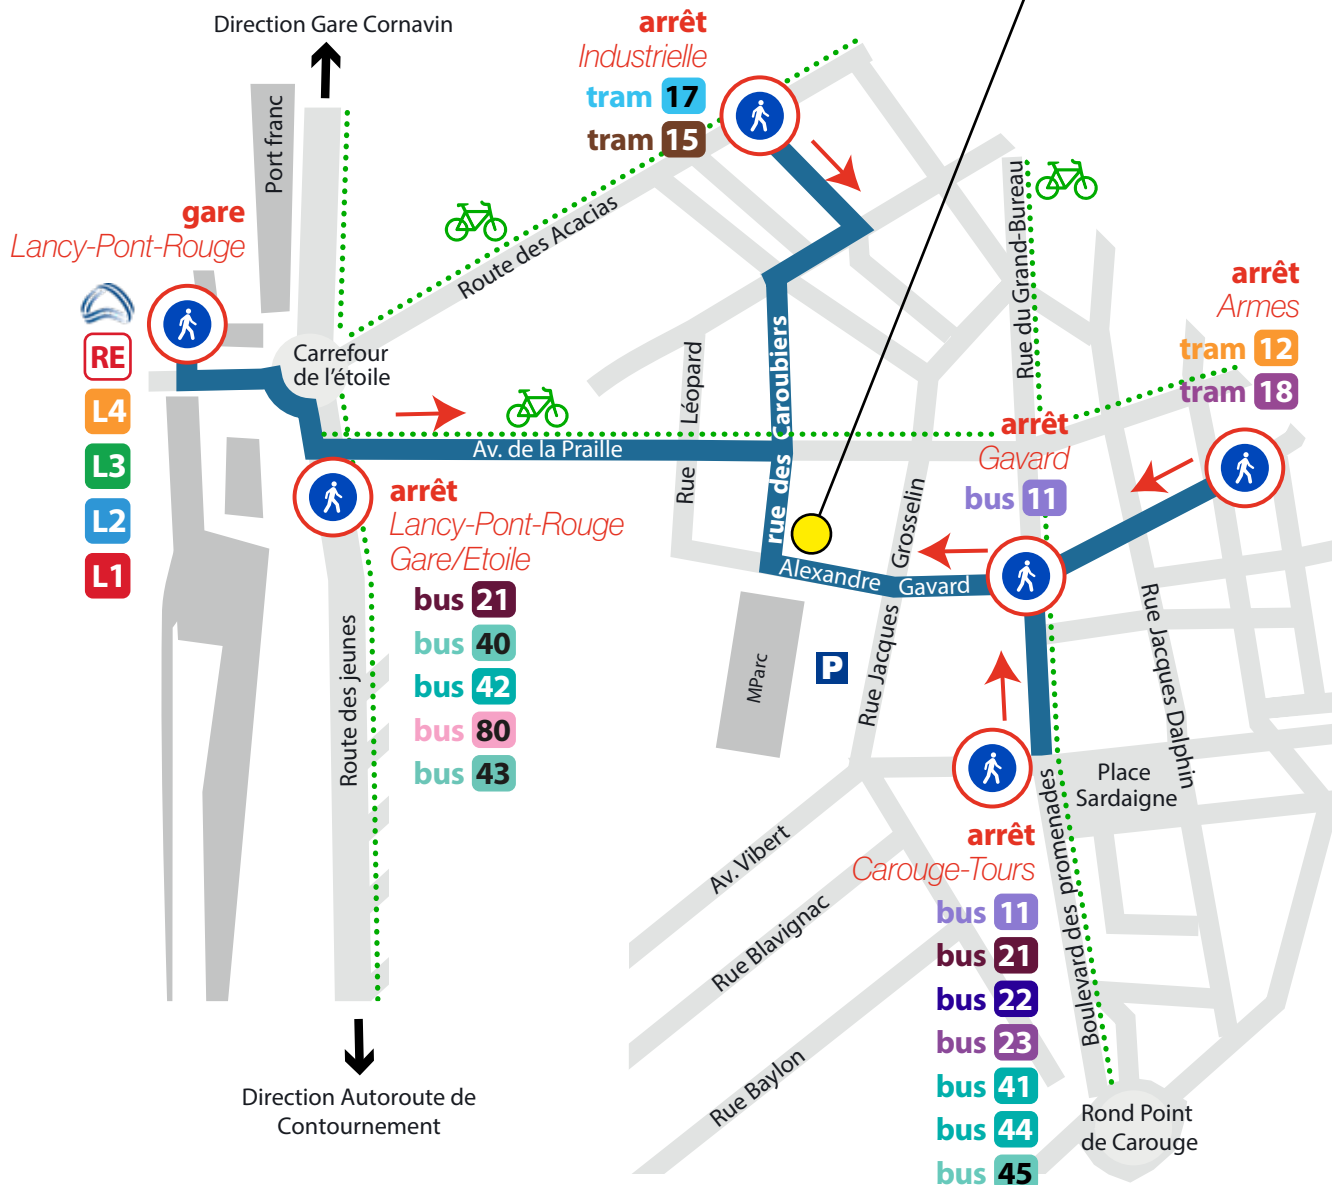 Direction Gare Cornavin
arrêt
Industrielle
tram 17
tram 15
Port franc
gare
Lancy-Pont-Rouge
RE
L4
L3
L2
L1
Route des Acacias
Carrefour
de l'étoile
Rue Léopard
rue des Caroubiers
Rue du Grand-Bureau
arrêt
Armes
tram 12
tram 18
arrêt
Gavard
bus 11
Av. de la Praille
arrêt
Lancy-Pont-Rouge
Gare/Etoile
bus 21
bus 40
bus 42
bus 80
bus 43
Route des jeunes
Alexandre Gavard
Rue Jacques Grosselin
MParc
P
Rue Jacques Dalphin
Place
Sardaigne
Boulevard des promenades
arrêt
Carouge-Tours
bus 11
bus 21
bus 22
bus 23
bus 41
bus 44
bus 45
Av. Vibert
Rue Blavignac
Rue Baylon
Rond Point
de Carouge
Direction Autoroute de
Contournement